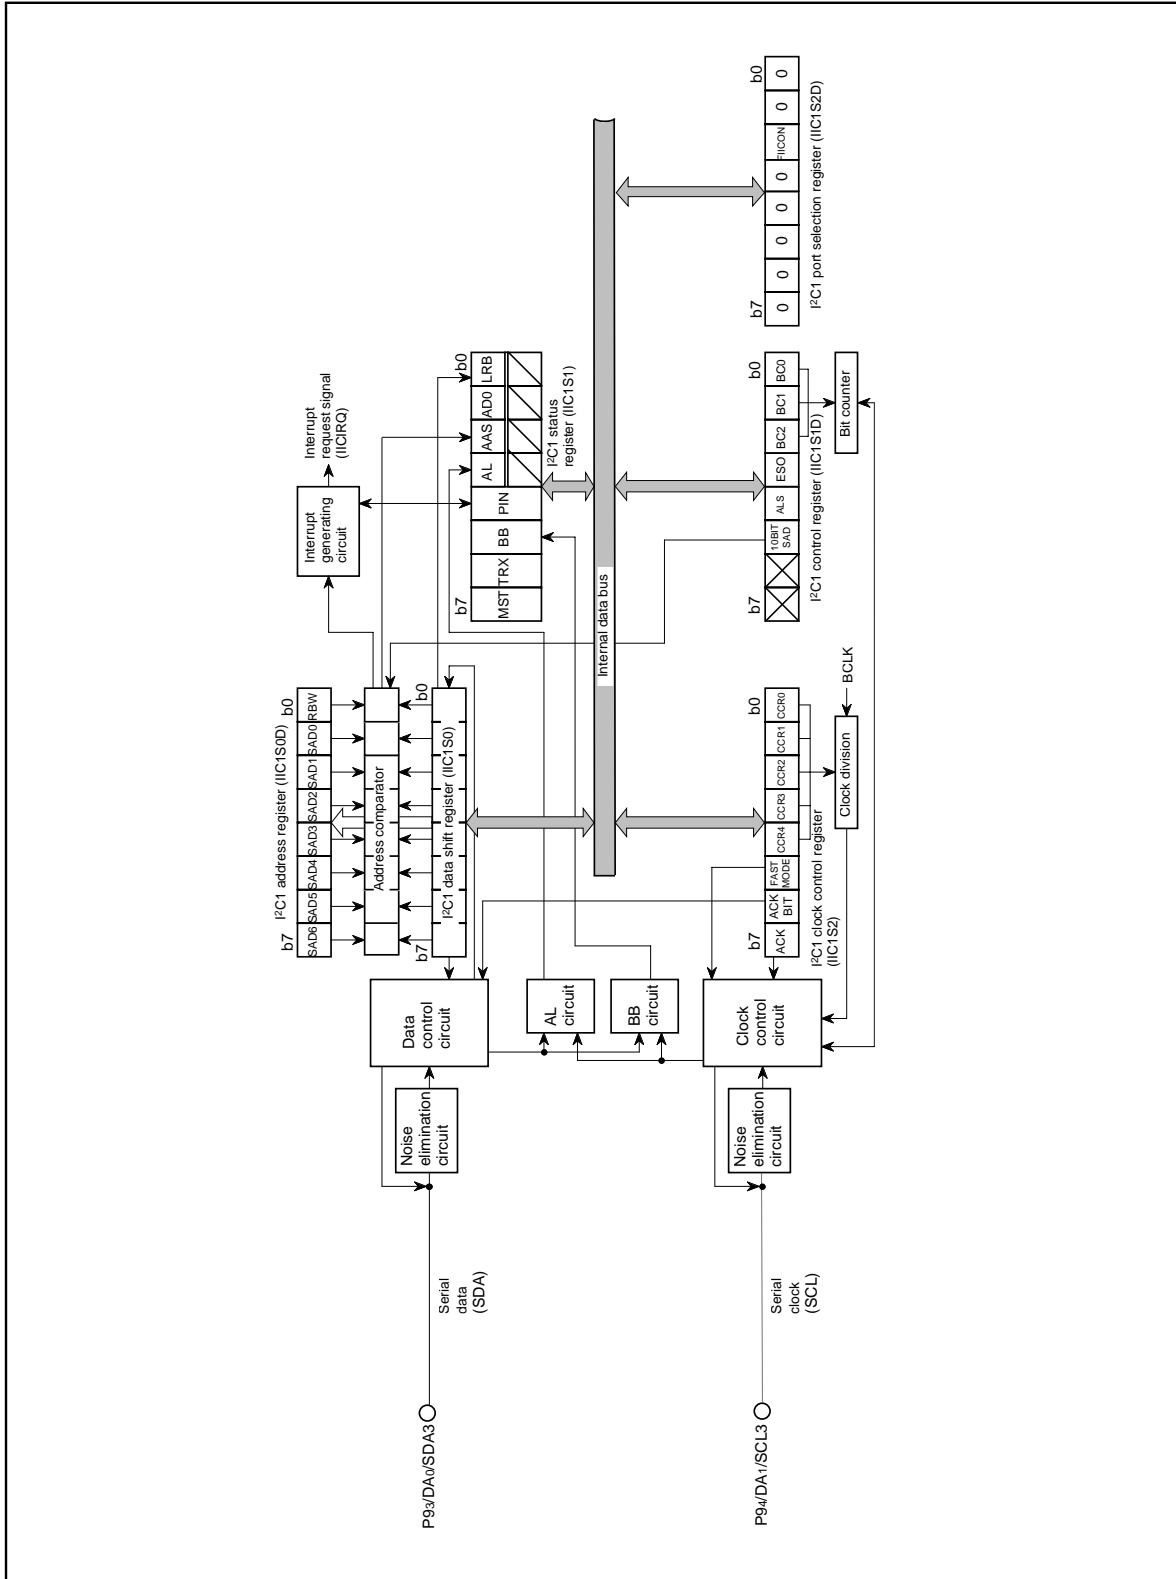 I²C1 address register (IIC1S0D)
b7
b0
SAD6
SAD5
SAD4
SAD3
SAD2
SAD1
SAD0
RBW
Address comparator
b7
b0
I²C1 data shift register (IIC1S0)
Interrupt
generating
circuit
Interrupt
request signal
(IICIRQ)
P93/DA0/SDA3
Serial
data
(SDA)
Noise
elimination
circuit
Data
control
circuit
b7
b0
MST
TRX
BB
PIN
AL
AAS
AD0
LRB
I²C1 status
register (IIC1S1)
AL
circuit
BB
circuit
Internal data bus
P94/DA1/SCL3
Serial
clock
(SCL)
Noise
elimination
circuit
Clock
control
circuit
b7
b0
ACK
ACK
BIT
FAST
MODE
CCR4
CCR3
CCR2
CCR1
CCR0
I²C1 clock control register
(IIC1S2)
Clock division
BCLK
b7
b0
10BIT
SAD
ALS
ESO
BC2
BC1
BC0
I²C1 control register (IIC1S1D)
Bit counter
b7
b0
0
0
0
0
0
FIICON
0
0
I²C1 port selection register (IIC1S2D)